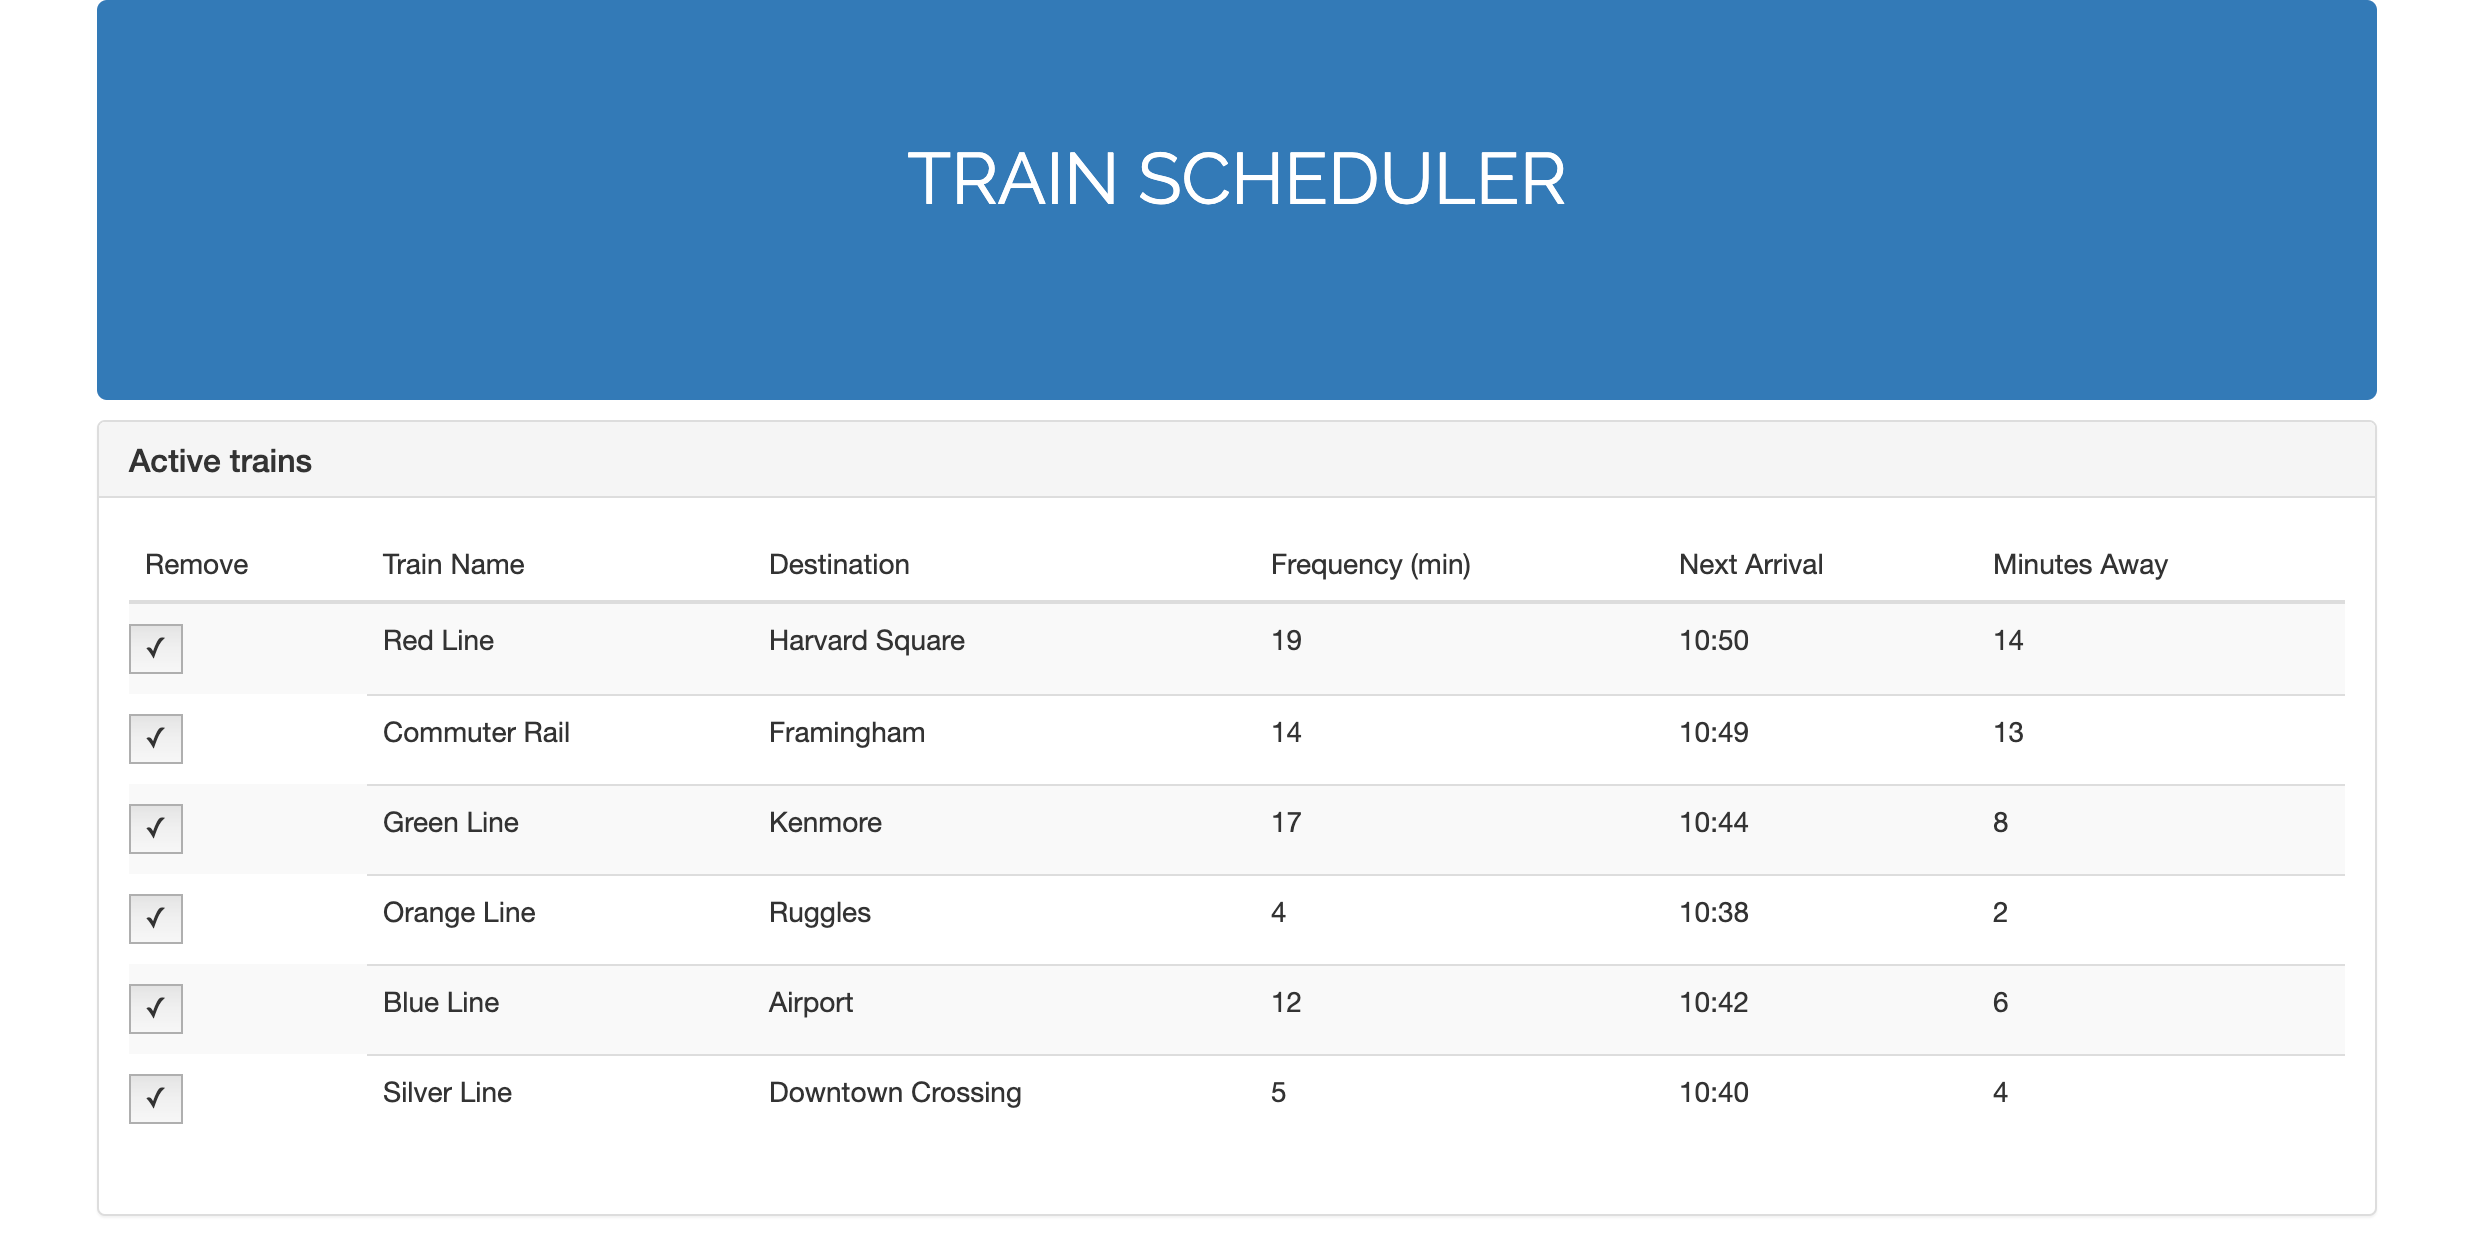 TRAIN SCHEDULER
Active trains
Remove Train Name Destination Frequency (min) Next Arrival Minutes Away
✓ Red Line Harvard Square 19 10:50 14
✓ Commuter Rail Framingham 14 10:49 13
✓ Green Line Kenmore 17 10:44 8
✓ Orange Line Ruggles 4 10:38 2
✓ Blue Line Airport 12 10:42 6
✓ Silver Line Downtown Crossing 5 10:40 4